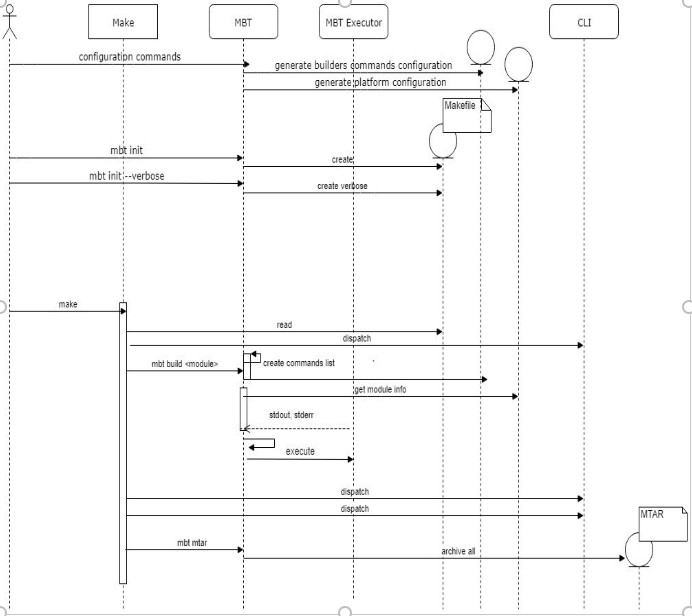 Make
MBT
MBT Executor
CLI
configuration commands
generate builders commands configuration
generate platform configuration
Makefile
mbt init
create
mbt init --verbose
create verbose
make
read
dispatch
mbt build <module>
create commands list
get module info
stdout, stderr
execute
dispatch
dispatch
MTAR
mbt mtar
archive all